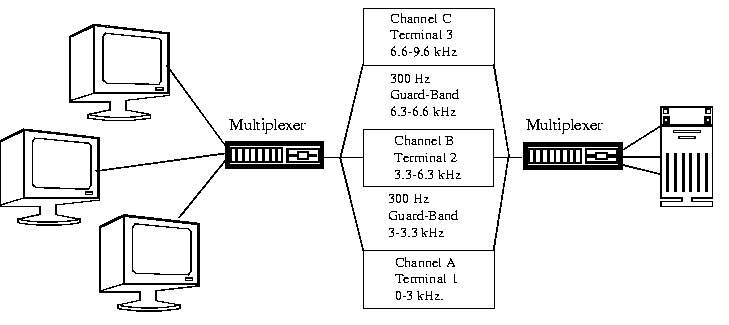 Channel C
Terminal 3
6.6-9.6 kHz
300 Hz
Guard-Band
6.3-6.6 kHz
Multiplexer
Multiplexer
Channel B
Terminal 2
3.3-6.3 kHz
300 Hz
Guard-Band
3-3.3 kHz
Channel A
Terminal 1
0-3 kHz.